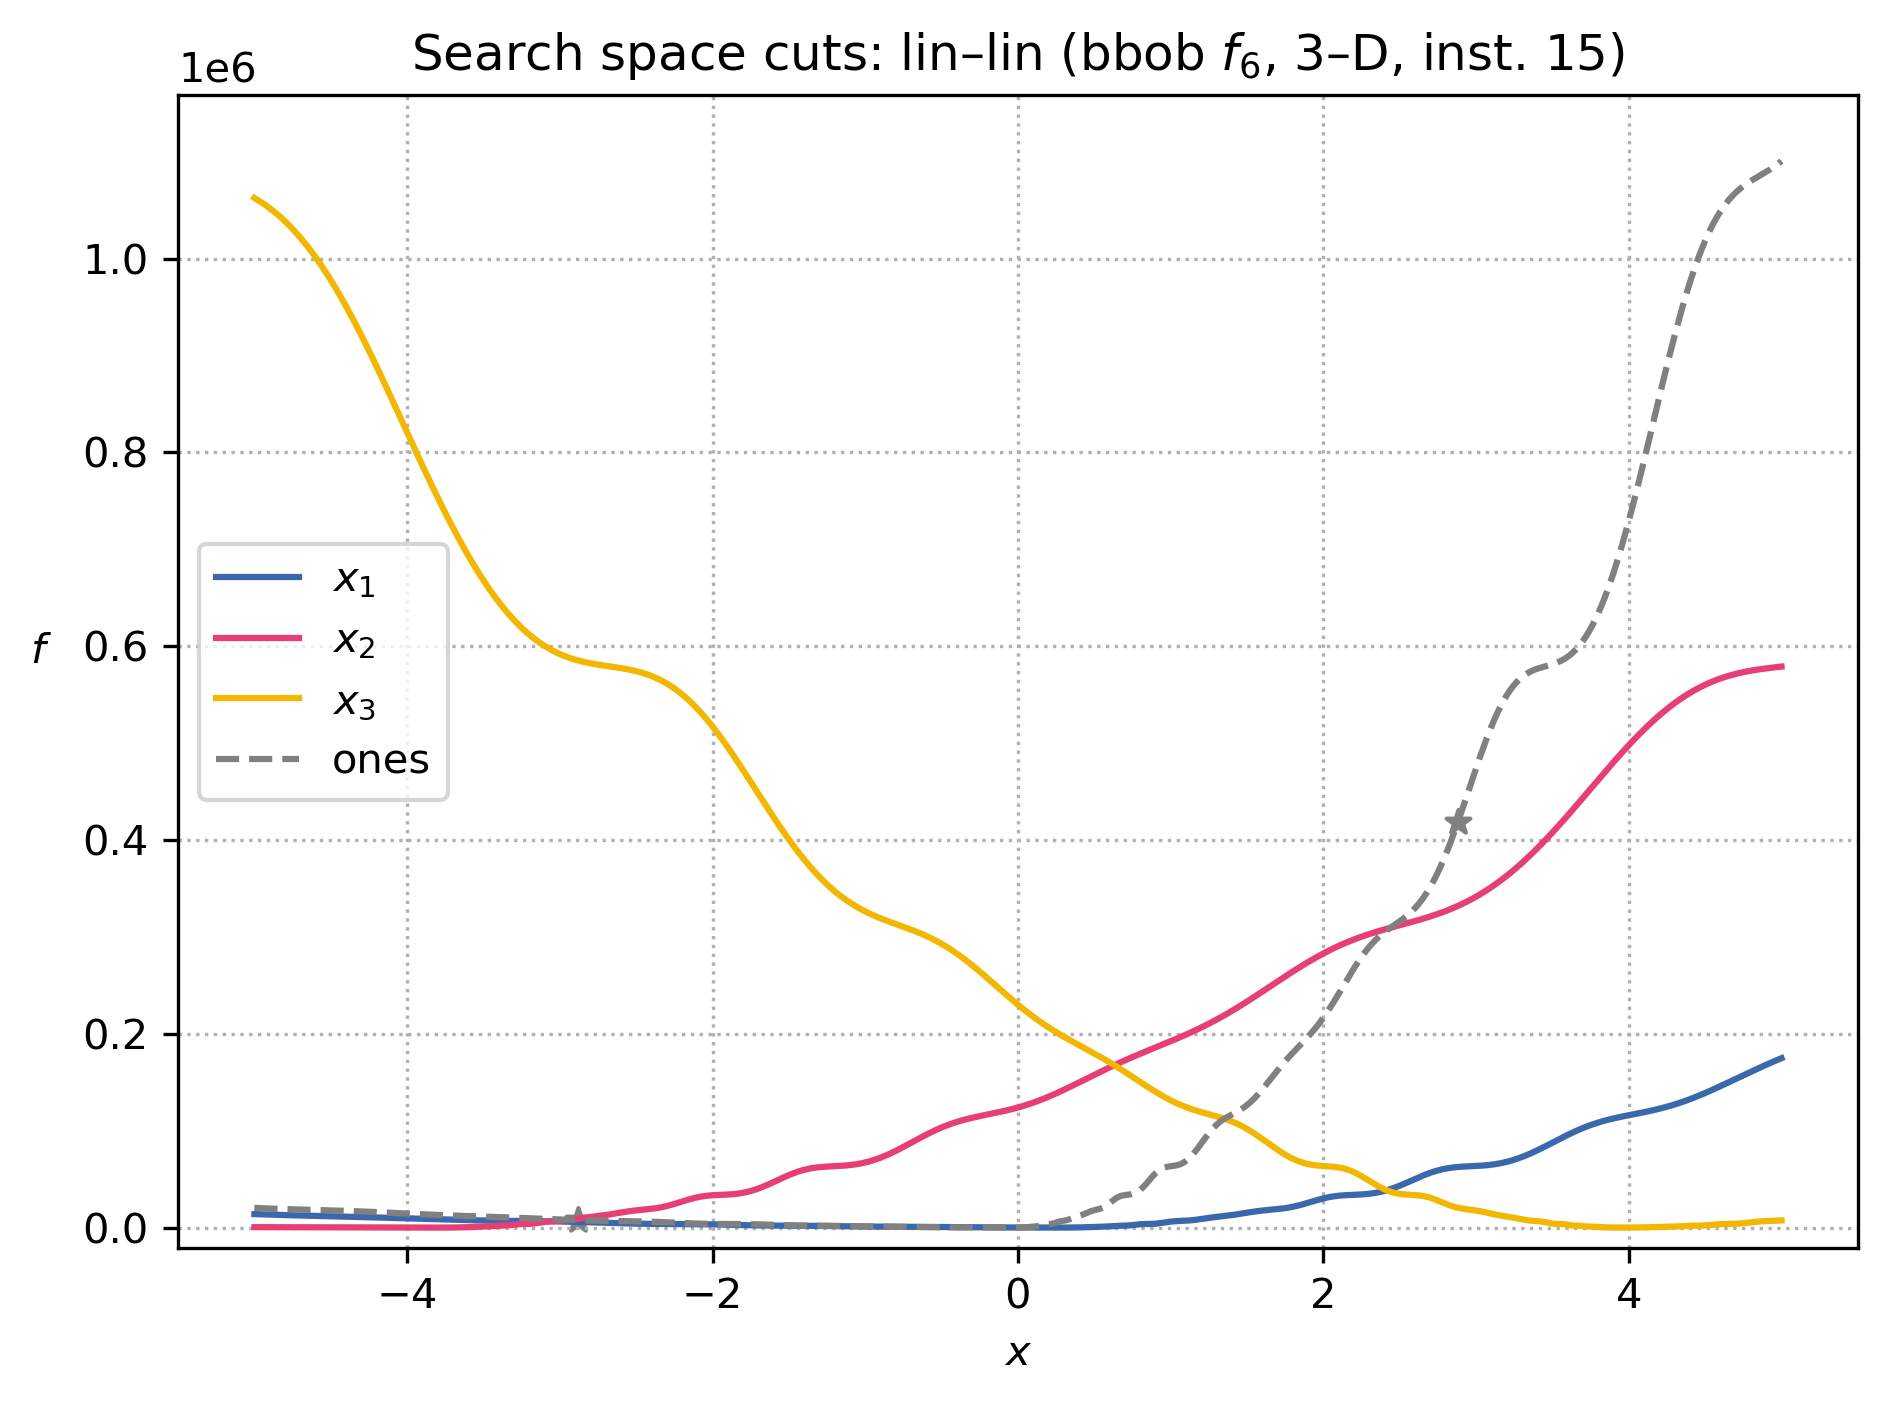 Search space cuts: lin–lin (bbob f₆, 3–D, inst. 15)
1e6
1.0
0.8
0.6
0.4
0.2
0.0
f
x₁
x₂
x₃
ones
−4 −2 0 2 4
x